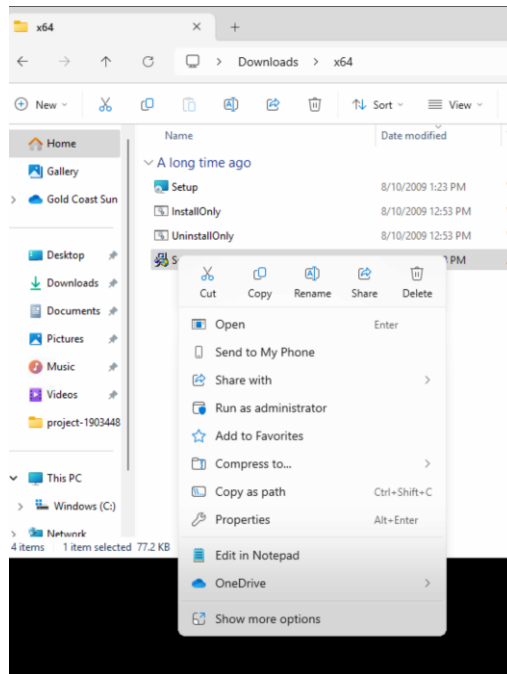 x64
Downloads > x64
New
Sort
View
Name
Date modified
Home
A long time ago
Gallery
Setup
8/10/2009 1:23 PM
Gold Coast Sun
InstallOnly
8/10/2009 12:53 PM
UninstallOnly
8/10/2009 12:53 PM
Desktop
S
PM
Downloads
Cut
Copy
Rename
Share
Delete
Documents
Open
Enter
Pictures
Send to My Phone
Music
Share with
Videos
Run as administrator
project-1903448
Add to Favorites
Compress to...
This PC
Copy as path
Ctrl+Shift+C
Windows (C:)
Properties
Alt+Enter
Network
4 items
1 item selected
77.2 KB
Edit in Notepad
OneDrive
Show more options